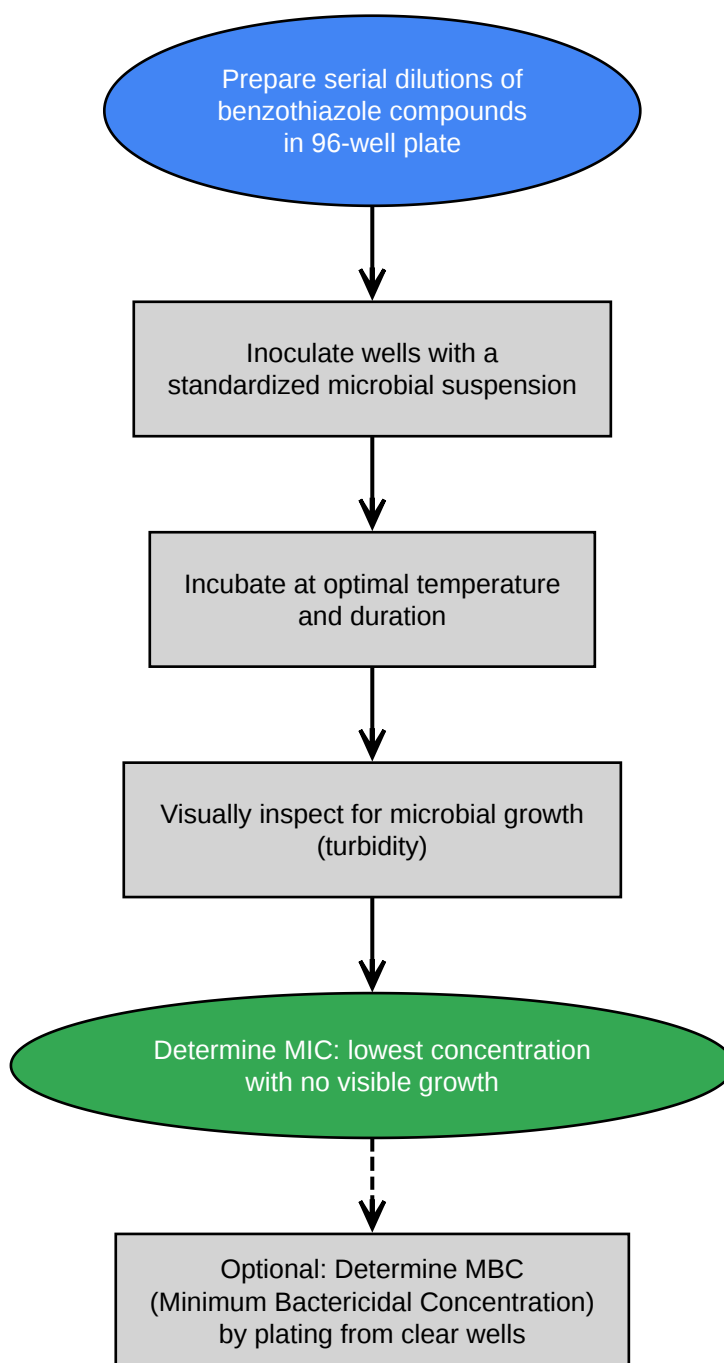 Prepare serial dilutions of
benzothiazole compounds
in 96-well plate
Inoculate wells with a
standardized microbial suspension
Incubate at optimal temperature
and duration
Visually inspect for microbial growth
(turbidity)
Determine MIC: lowest concentration
with no visible growth
Optional: Determine MBC
(Minimum Bactericidal Concentration)
by plating from clear wells